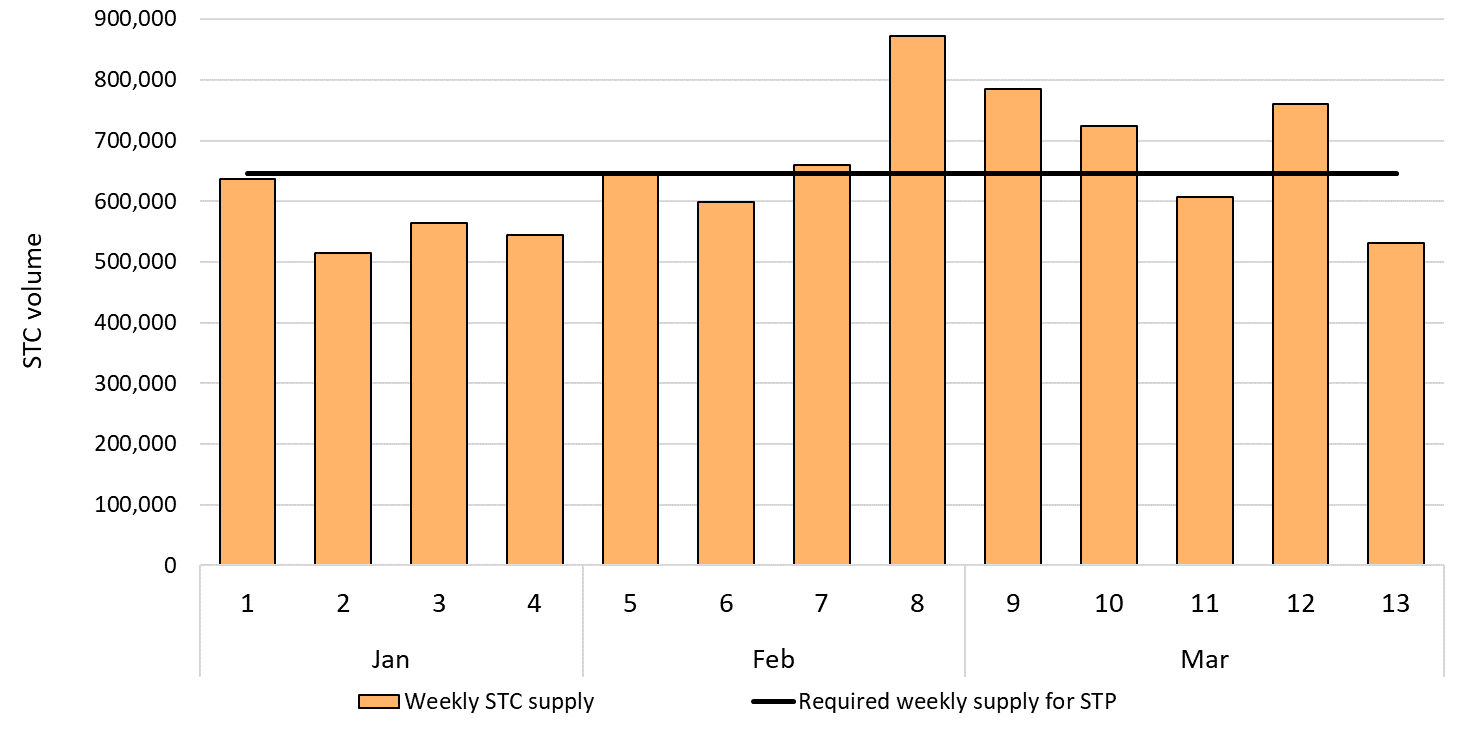 STC volume
900,000
800,000
700,000
600,000
500,000
400,000
300,000
200,000
100,000
0
1 2 3 4 5 6 7 8 9 10 11 12 13
Jan Feb Mar
Weekly STC supply Required weekly supply for STP